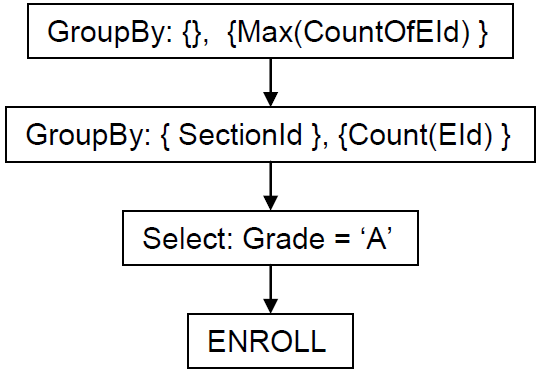 GroupBy: {},  {Max(CountOfEId) }
GroupBy: { SectionId }, {Count(EId) }
Select: Grade = ‘A’
ENROLL